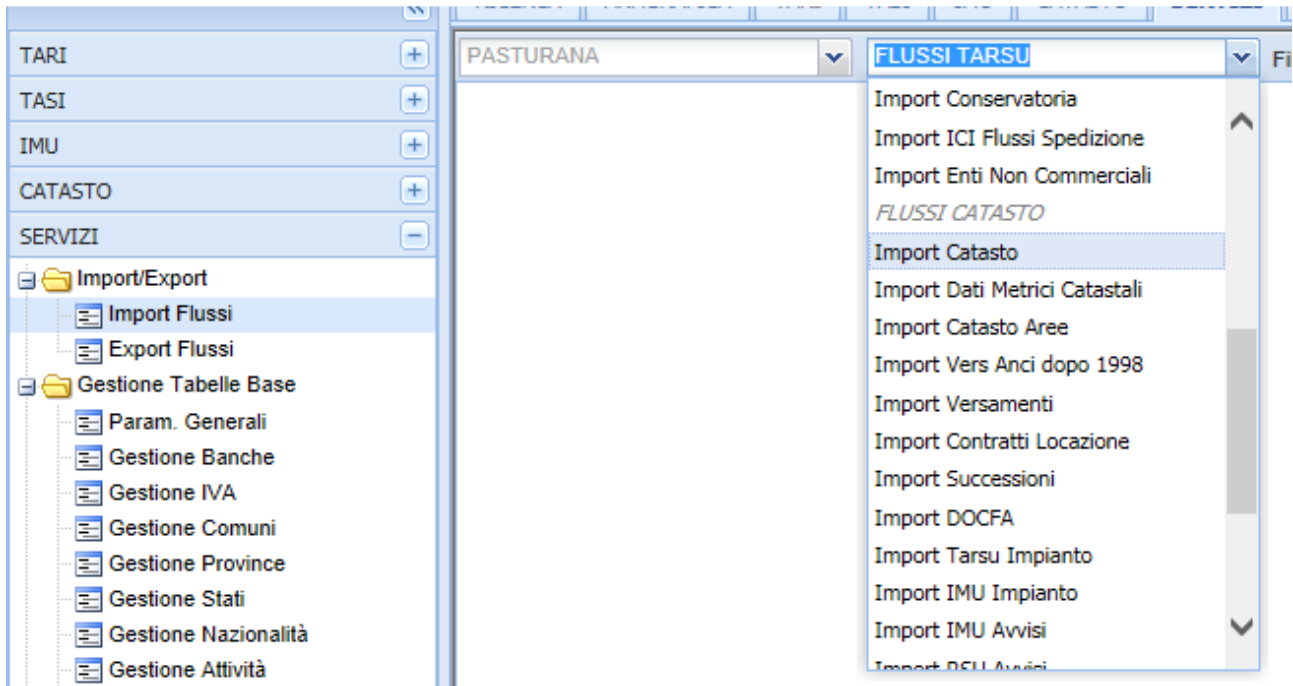 TARI
TASI
IMU
CATASTO
SERVIZI
Import/Export
Import Flussi
Export Flussi
Gestione Tabelle Base
Param. Generali
Gestione Banche
Gestione IVA
Gestione Comuni
Gestione Province
Gestione Stati
Gestione Nazionalità
Gestione Attività
PASTURANA
FLUSSI TARSU
Fi
Import Conservatoria
Import ICI Flussi Spedizione
Import Enti Non Commerciali
FLUSSI CATASTO
Import Catasto
Import Dati Metrici Catastali
Import Catasto Aree
Import Vers Anci dopo 1998
Import Versamenti
Import Contratti Locazione
Import Successioni
Import DOCFA
Import Tarsu Impianto
Import IMU Impianto
Import IMU Avvisi
Import RSU Avvisi